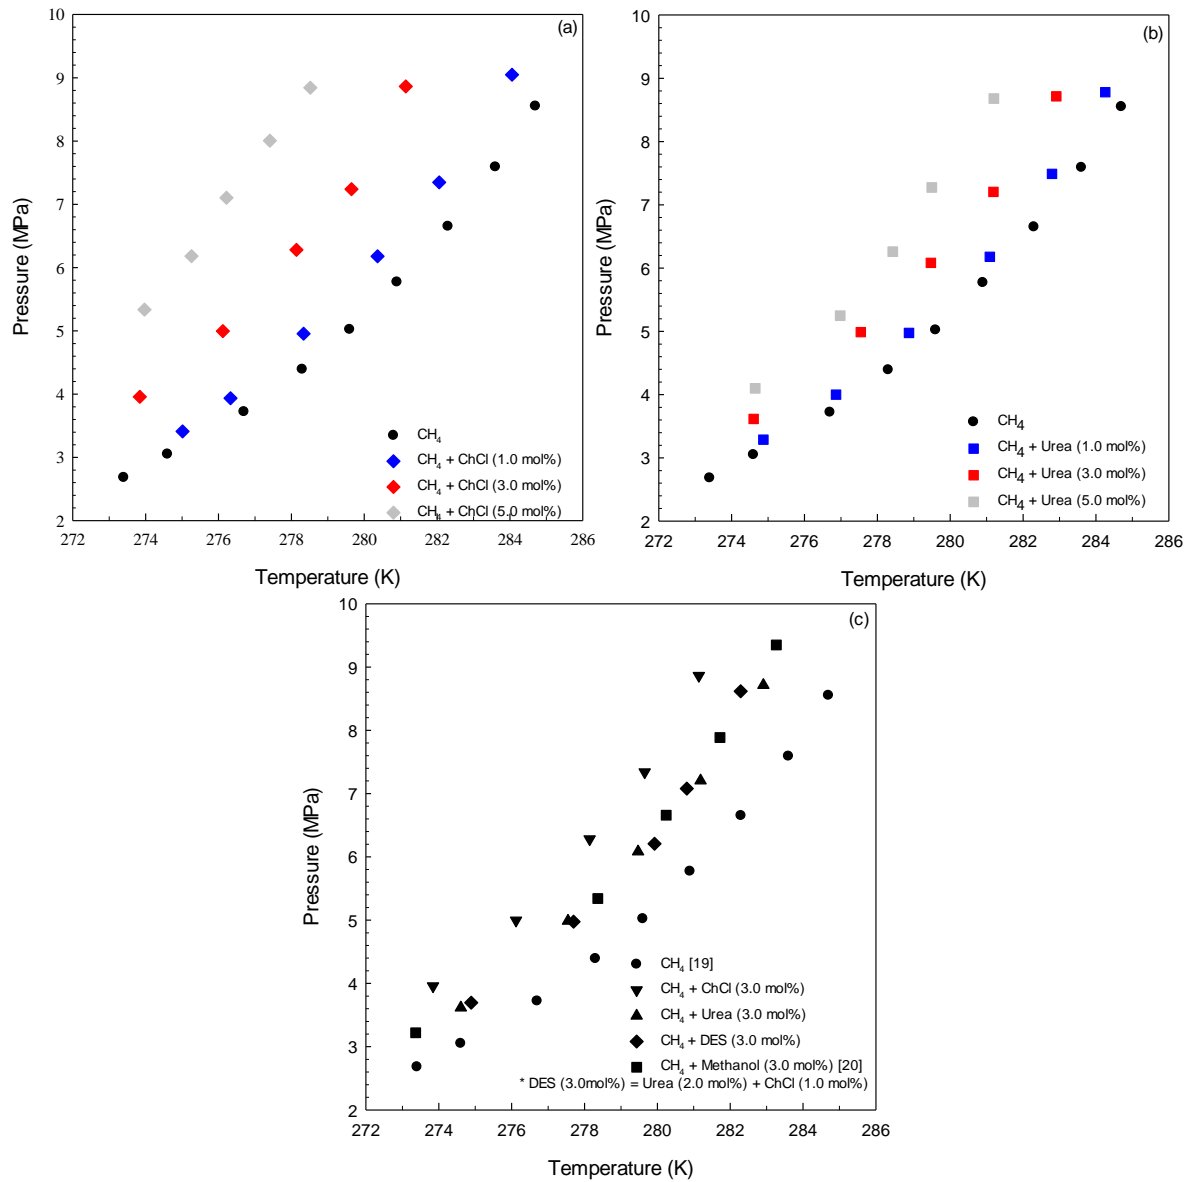 (a)
10
9
8
7
6
5
4
3
2
Pressure (MPa)
CH₄
CH₄ + ChCl (1.0 mol%)
CH₄ + ChCl (3.0 mol%)
CH₄ + ChCl (5.0 mol%)
272 274 276 278 280 282 284 286
Temperature (K)
(b)
10
9
8
7
6
5
4
3
2
Pressure (MPa)
CH₄
CH₄ + Urea (1.0 mol%)
CH₄ + Urea (3.0 mol%)
CH₄ + Urea (5.0 mol%)
272 274 276 278 280 282 284 286
Temperature (K)
(c)
10
9
8
7
6
5
4
3
2
Pressure (MPa)
CH₄ [19]
CH₄ + ChCl (3.0 mol%)
CH₄ + Urea (3.0 mol%)
CH₄ + DES (3.0 mol%)
CH₄ + Methanol (3.0 mol%) [20]
* DES (3.0mol%) = Urea (2.0 mol%) + ChCl (1.0 mol%)
272 274 276 278 280 282 284 286
Temperature (K)